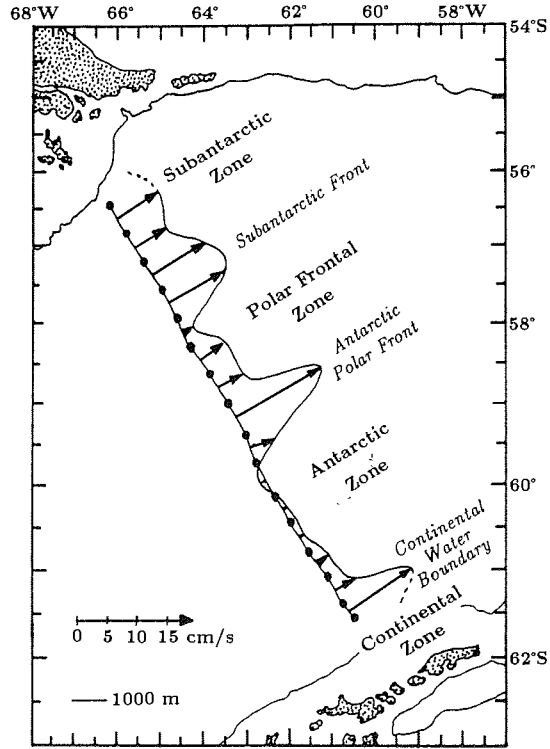 68°W 66° 64° 62° 60° 58°W
54°S
Subantarctic
Zone
56°
Subantarctic Front
Polar Frontal
Zone
58°
Antarctic
Polar Front
Antarctic
Zone
60°
Continental
Water
Boundary
Continental
Zone
0 5 10 15 cm/s
62°S
1000 m